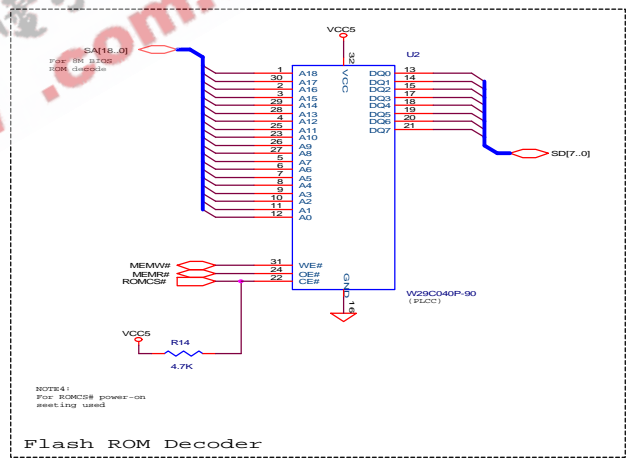 VCC5
SA[18..0]
For 8M BIOS
ROM decode
U2
32
VCC
1 A18
30 A17
2 A16
3 A15
29 A14
28 A13
4 A12
25 A11
23 A10
26 A9
27 A8
5 A7
6 A6
7 A5
8 A4
9 A3
10 A2
11 A1
12 A0
DQ0 13
DQ1 14
DQ2 15
DQ3 17
DQ4 18
DQ5 19
DQ6 20
DQ7 21
SD[7..0]
MEMW# 31 WE#
MEMR# 24 OE#
ROMCS# 22 CE#
GND
16
W29C040P-90
(PLCC)
VCC5
R14
4.7K
NOTE4:
For ROMCS# power-on
seeting used
Flash ROM Decoder
.com